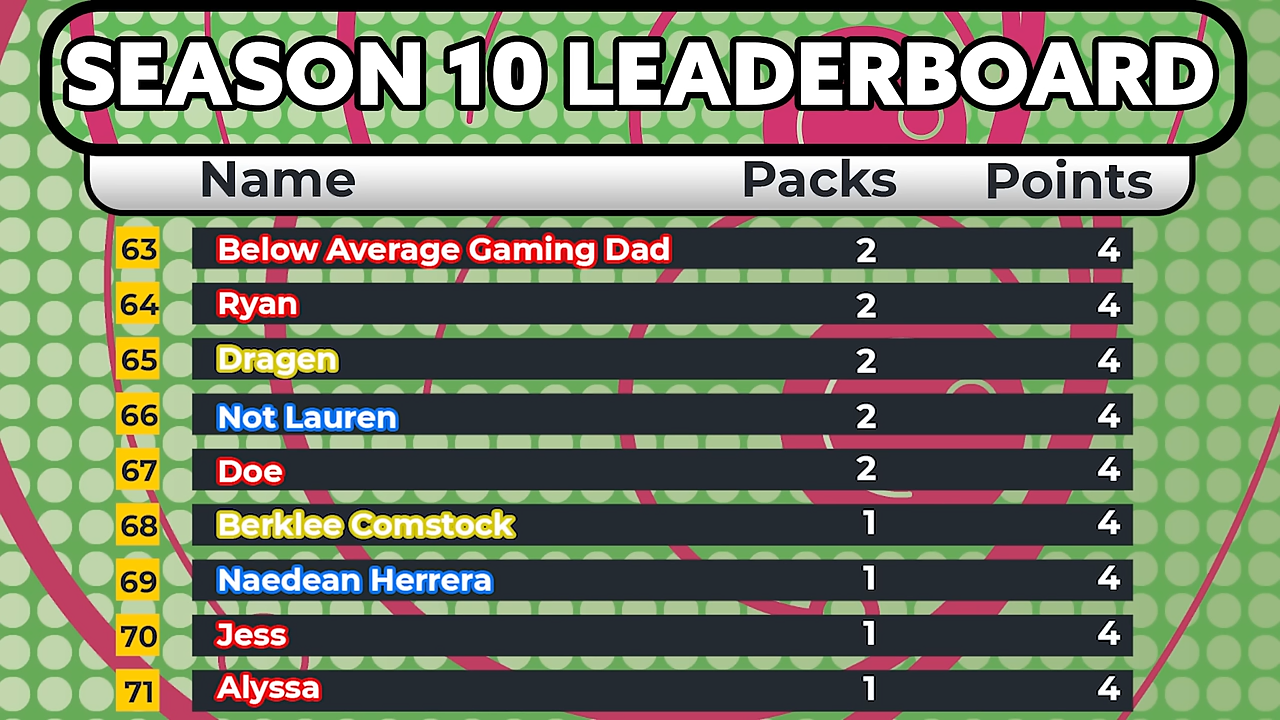 SEASON 10 LEADERBOARD
Name Packs Points
63 Below Average Gaming Dad 2 4
64 Ryan 2 4
65 Dragen 2 4
66 Not Lauren 2 4
67 Doe 2 4
68 Berklee Comstock 1 4
69 Naedean Herrera 1 4
70 Jess 1 4
71 Alyssa 1 4